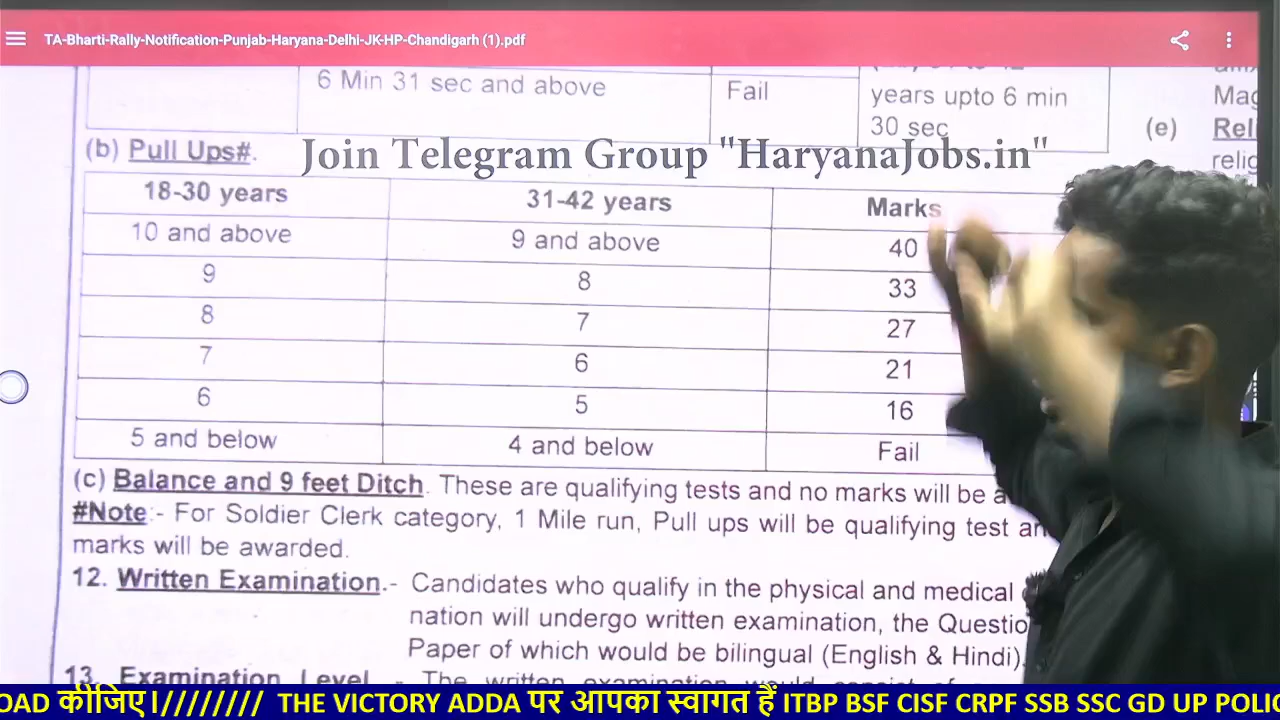 TA-Bharti-Rally-Notification-Punjab-Haryana-Delhi-JK-HP-Chandigarh (1).pdf
6 Min 31 sec and above Fail years upto 6 min
30 sec
(e) Rel
relig
(b) Pull Ups#. Join Telegram Group "HaryanaJobs.in"
18-30 years 31-42 years Marks
10 and above 9 and above 40
9 8 33
8 7 27
7 6 21
6 5 16
5 and below 4 and below Fail
(c) Balance and 9 feet Ditch. These are qualifying tests and no marks will be a
#Note:- For Soldier Clerk category, 1 Mile run, Pull ups will be qualifying test an
marks will be awarded.
12. Written Examination.- Candidates who qualify in the physical and medical
nation will undergo written examination, the Questio
Paper of which would be bilingual (English & Hindi)
13. Examination Level - The written examination would consist of
OAD कीजिए।//////// THE VICTORY ADDA पर आपका स्वागत हैं ITBP BSF CISF CRPF SSB SSC GD UP POLIC